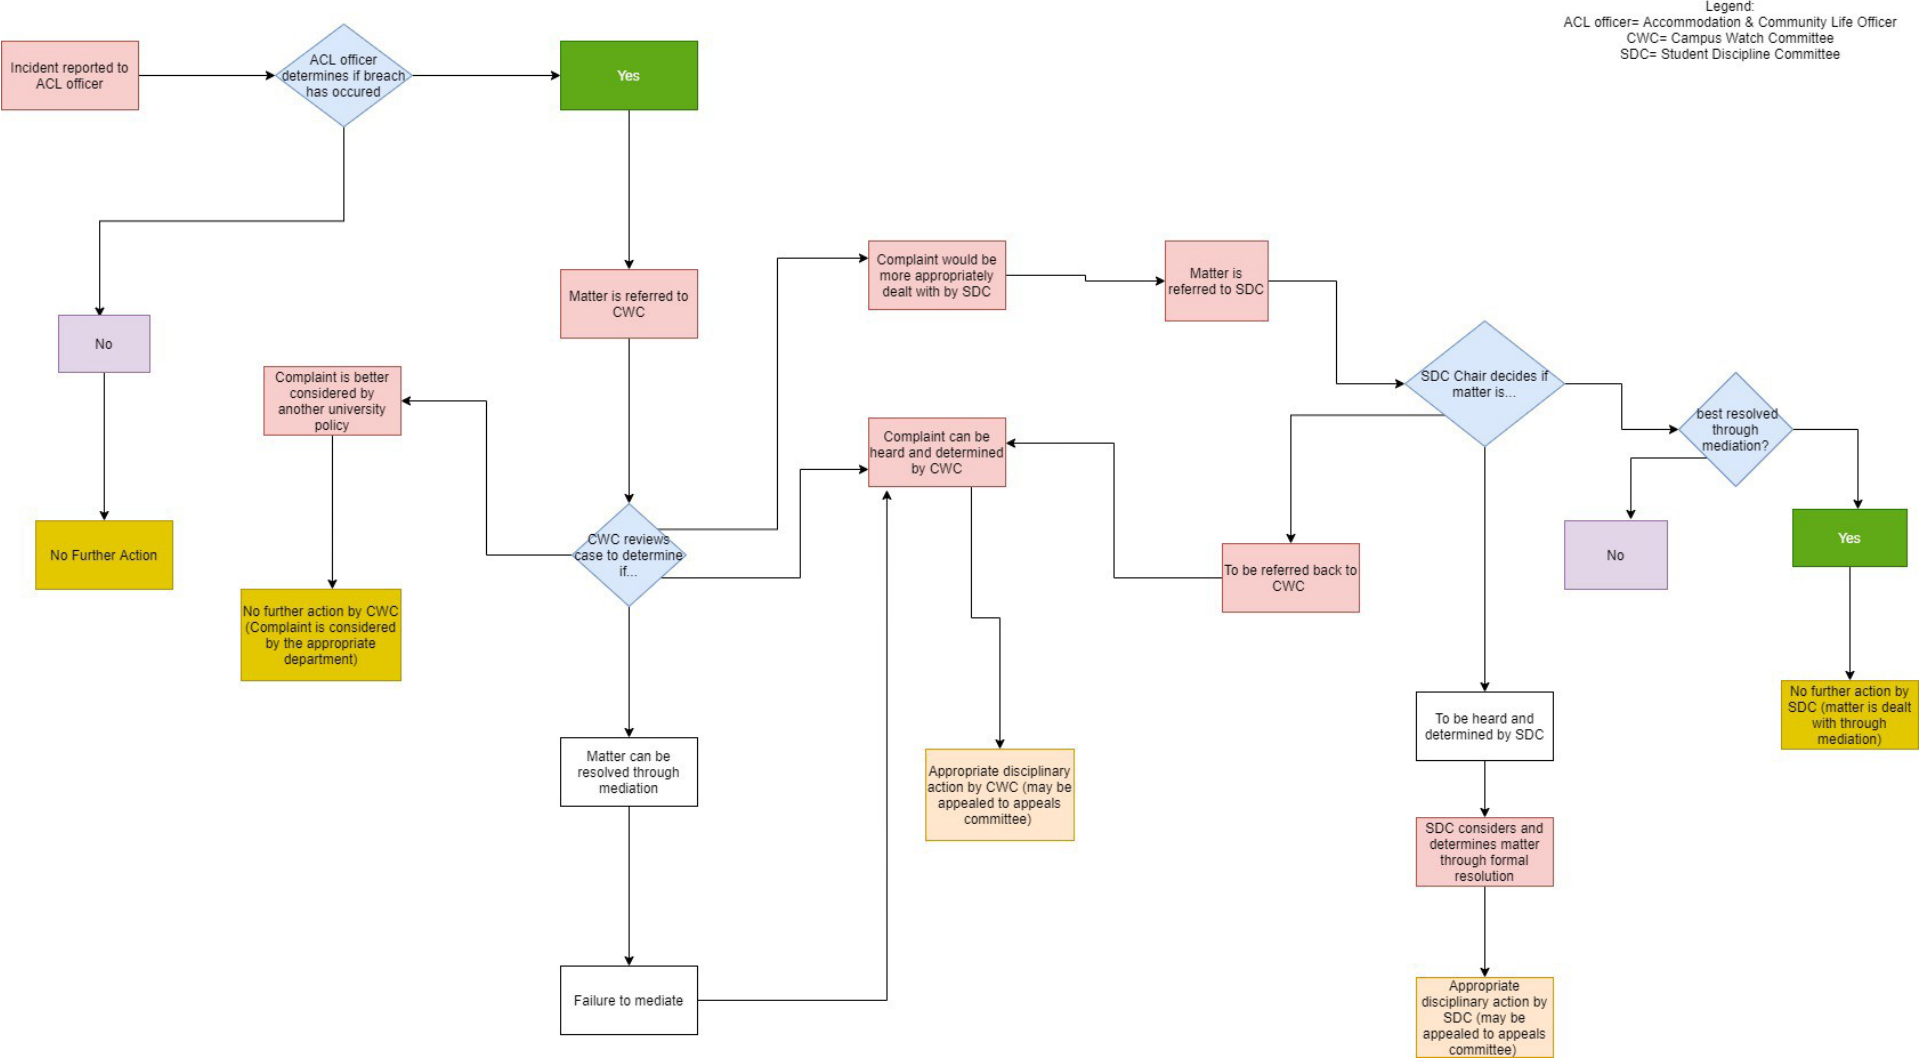 Legend:
ACL officer= Accommodation & Community Life Officer
CWC= Campus Watch Committee
SDC= Student Discipline Committee
Incident reported to
ACL officer
ACL officer
determines if breach
has occured
Yes
Matter is referred to
CWC
No
No Further Action
Complaint is better
considered by
another university
policy
No further action by CWC
(Complaint is considered
by the appropriate
department)
CWC reviews
case to determine
if...
Complaint would be
more appropriately
dealt with by SDC
Matter is
referred to SDC
Complaint can be
heard and determined
by CWC
SDC Chair decides if
matter is...
best resolved
through
mediation?
To be referred back to
CWC
No
Yes
No further action by
SDC (matter is dealt
with through
mediation)
To be heard and
determined by SDC
Matter can be
resolved through
mediation
Appropriate disciplinary
action by CWC (may be
appealed to appeals
committee)
SDC considers and
determines matter
through formal
resolution
Failure to mediate
Appropriate
disciplinary action by
SDC (may be
appealed to appeals
committee)